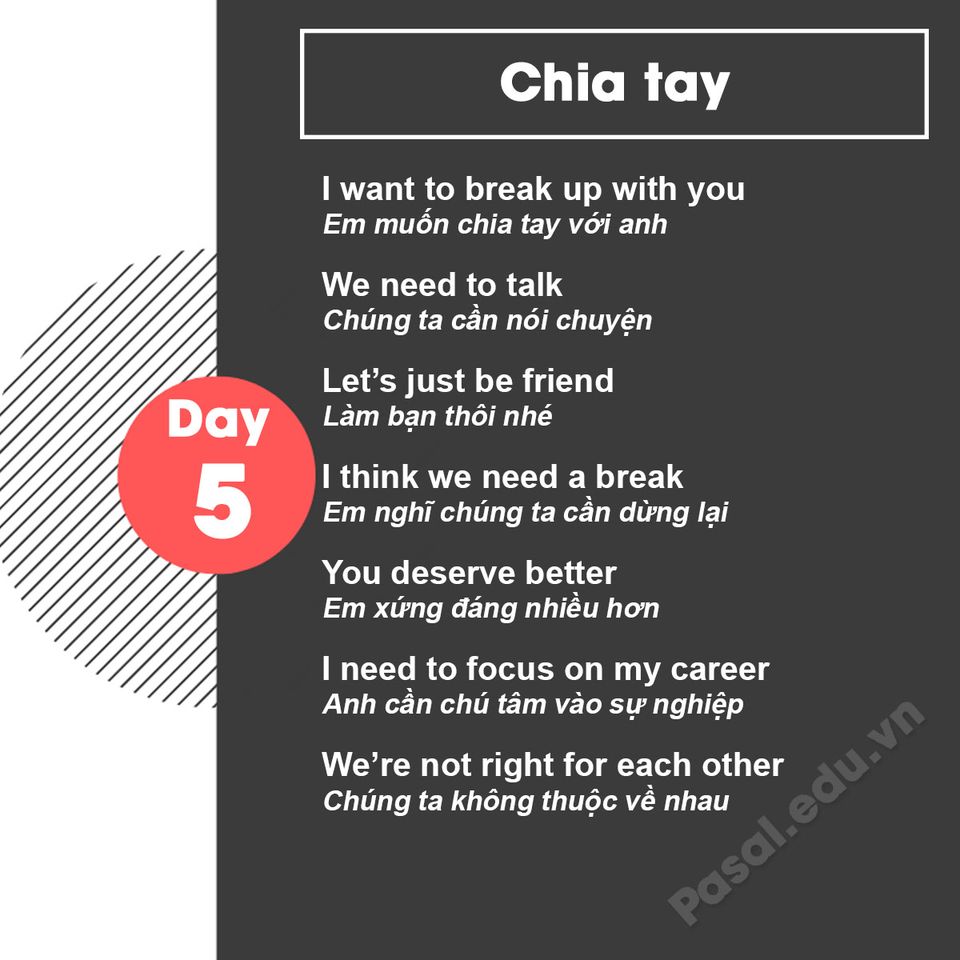 Chia tay
I want to break up with you
Em muốn chia tay với anh
We need to talk
Chúng ta cần nói chuyện
Let’s just be friend
Làm bạn thôi nhé
Day
5
I think we need a break
Em nghĩ chúng ta cần dừng lại
You deserve better
Em xứng đáng nhiều hơn
I need to focus on my career
Anh cần chú tâm vào sự nghiệp
We’re not right for each other
Chúng ta không thuộc về nhau
Pasal.edu.vn